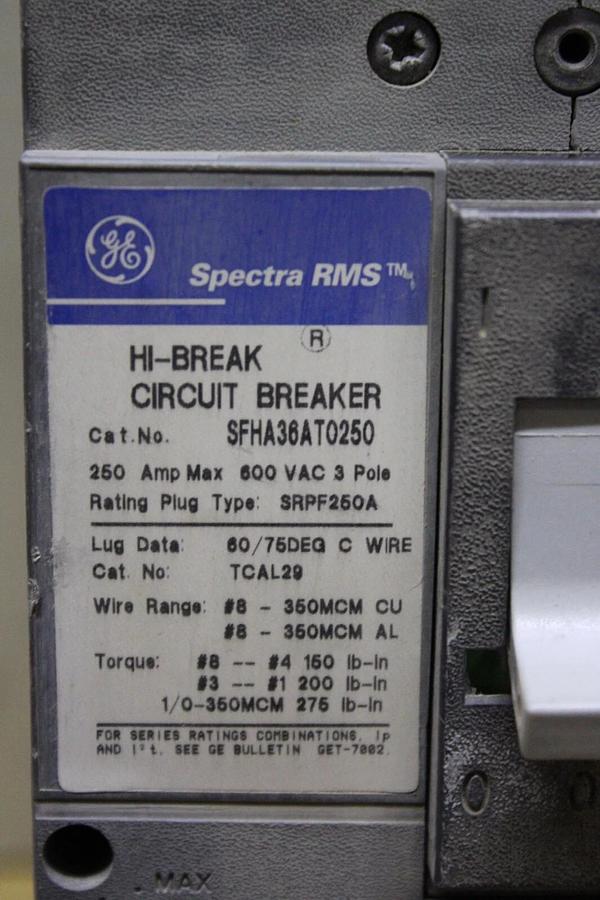 GE
Spectra RMS™
HI-BREAK ®
CIRCUIT BREAKER
Cat.No. SFHA36AT0250
250 Amp Max 600 VAC 3 Pole
Rating Plug Type: SRPF250A
Lug Data: 60/75DEG C WIRE
Cat. No: TCAL29
Wire Range: #8 - 350MCM CU
#8 - 350MCM AL
Torque: #8 -- #4 150 lb-in
#3 -- #1 200 lb-in
1/0-350MCM 275 lb-in
FOR SERIES RATINGS COMBINATIONS, Ip
AND I²t, SEE GE BULLETIN GET-7002.
O
MAX